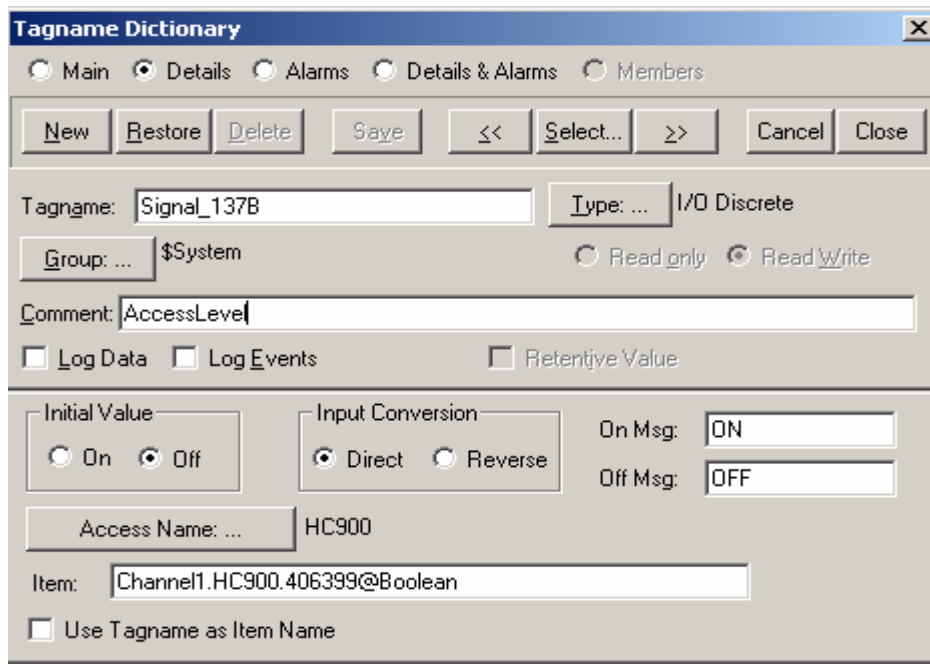 Tagname Dictionary
Main Details Alarms Details & Alarms Members
New Restore Delete Save << Select... >> Cancel Close
Tagname: Signal_137B Type: ... I/O Discrete
Group: ... $System Read only Read Write
Comment: AccessLevel
Log Data Log Events Retentive Value
Initial Value Input Conversion On Msg: ON
On Off Direct Reverse Off Msg: OFF
Access Name: ... HC900
Item: Channel1.HC900.406399@Boolean
Use Tagname as Item Name